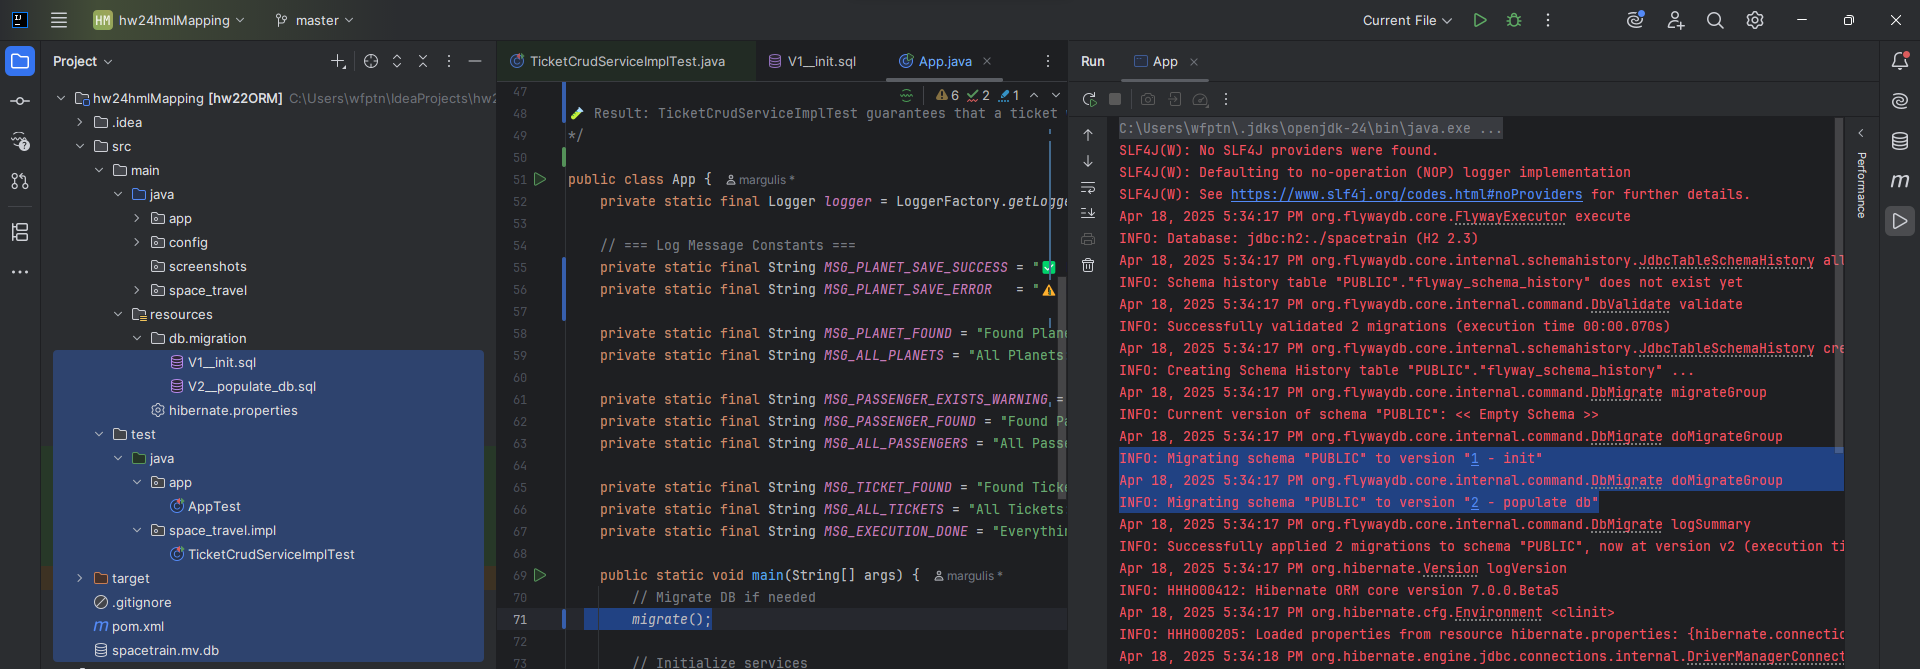 HM hw24hmlMapping master Current File
Project
hw24hmlMapping [hw22ORM] C:\Users\wfptn\IdeaProjects\hw2
.idea
src
main
java
app
config
screenshots
space_travel
resources
db.migration
V1__init.sql
V2__populate_db.sql
hibernate.properties
test
java
app
AppTest
space_travel.impl
TicketCrudServiceImplTest
target
.gitignore
pom.xml
spacetrain.mv.db
TicketCrudServiceImplTest.java V1__init.sql App.java
6 2 1
47
48 Result: TicketCrudServiceImplTest guarantees that a ticket
49 */
50
51 public class App { margulis *
52 private static final Logger logger = LoggerFactory.getLogge
53
54 // === Log Message Constants ===
55 private static final String MSG_PLANET_SAVE_SUCCESS = "✅
56 private static final String MSG_PLANET_SAVE_ERROR = "⚠
57
58 private static final String MSG_PLANET_FOUND = "Found Plane
59 private static final String MSG_ALL_PLANETS = "All Planets
60
61 private static final String MSG_PASSENGER_EXISTS_WARNING =
62 private static final String MSG_PASSENGER_FOUND = "Found Pa
63 private static final String MSG_ALL_PASSENGERS = "All Passe
64
65 private static final String MSG_TICKET_FOUND = "Found Ticke
66 private static final String MSG_ALL_TICKETS = "All Tickets
67 private static final String MSG_EXECUTION_DONE = "Everythin
68
69 public static void main(String[] args) { margulis *
70 // Migrate DB if needed
71 migrate();
72
73 // Initialize services
Run App
C:\Users\wfptn\.jdks\openjdk-24\bin\java.exe ...
SLF4J(W): No SLF4J providers were found.
SLF4J(W): Defaulting to no-operation (NOP) logger implementation
SLF4J(W): See https://www.slf4j.org/codes.html#noProviders for further details.
Apr 18, 2025 5:34:17 PM org.flywaydb.core.FlywayExecutor execute
INFO: Database: jdbc:h2:./spacetrain (H2 2.3)
Apr 18, 2025 5:34:17 PM org.flywaydb.core.internal.schemahistory.JdbcTableSchemaHistory all
INFO: Schema history table "PUBLIC"."flyway_schema_history" does not exist yet
Apr 18, 2025 5:34:17 PM org.flywaydb.core.internal.command.DbValidate validate
INFO: Successfully validated 2 migrations (execution time 00:00.070s)
Apr 18, 2025 5:34:17 PM org.flywaydb.core.internal.schemahistory.JdbcTableSchemaHistory cre
INFO: Creating Schema History table "PUBLIC"."flyway_schema_history" ...
Apr 18, 2025 5:34:17 PM org.flywaydb.core.internal.command.DbMigrate migrateGroup
INFO: Current version of schema "PUBLIC": << Empty Schema >>
Apr 18, 2025 5:34:17 PM org.flywaydb.core.internal.command.DbMigrate doMigrateGroup
INFO: Migrating schema "PUBLIC" to version "1 - init"
Apr 18, 2025 5:34:17 PM org.flywaydb.core.internal.command.DbMigrate doMigrateGroup
INFO: Migrating schema "PUBLIC" to version "2 - populate db"
Apr 18, 2025 5:34:17 PM org.flywaydb.core.internal.command.DbMigrate logSummary
INFO: Successfully applied 2 migrations to schema "PUBLIC", now at version v2 (execution ti
Apr 18, 2025 5:34:17 PM org.hibernate.Version logVersion
INFO: HHH000412: Hibernate ORM core version 7.0.0.Beta5
Apr 18, 2025 5:34:17 PM org.hibernate.cfg.Environment <clinit>
INFO: HHH000205: Loaded properties from resource hibernate.properties: {hibernate.connectio
Apr 18, 2025 5:34:18 PM org.hibernate.engine.jdbc.connections.internal.DriverManagerConnect
Performance